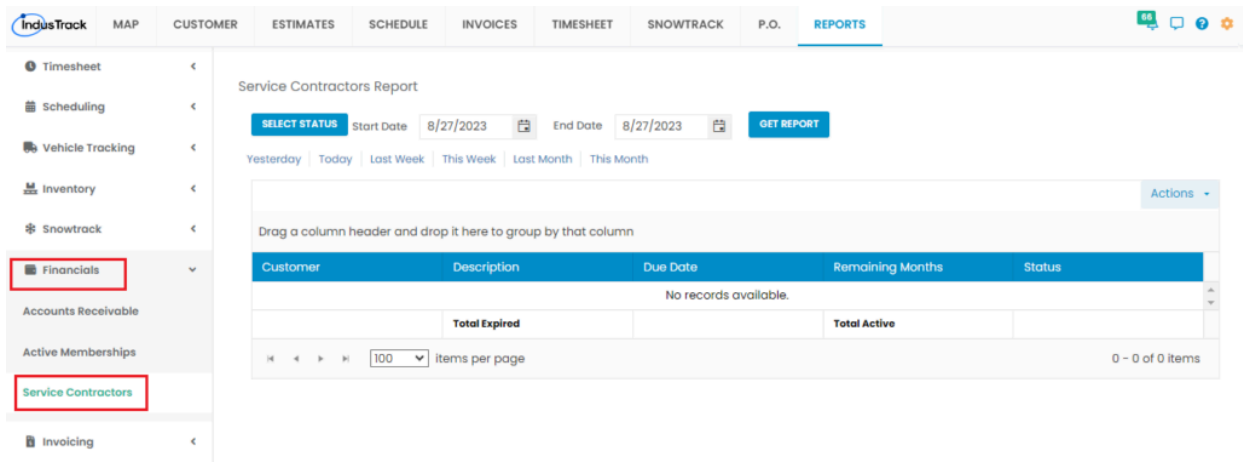 IndusTrack MAP CUSTOMER ESTIMATES SCHEDULE INVOICES TIMESHEET SNOWTRACK P.O. REPORTS 66
Timesheet
Scheduling
Vehicle Tracking
Inventory
Snowtrack
Financials
Accounts Receivable
Active Memberships
Service Contractors
Invoicing
Service Contractors Report
SELECT STATUS Start Date 8/27/2023 End Date 8/27/2023 GET REPORT
Yesterday Today Last Week This Week Last Month This Month
Actions
Drag a column header and drop it here to group by that column
Customer Description Due Date Remaining Months Status
No records available.
Total Expired Total Active
100 items per page 0 - 0 of 0 items